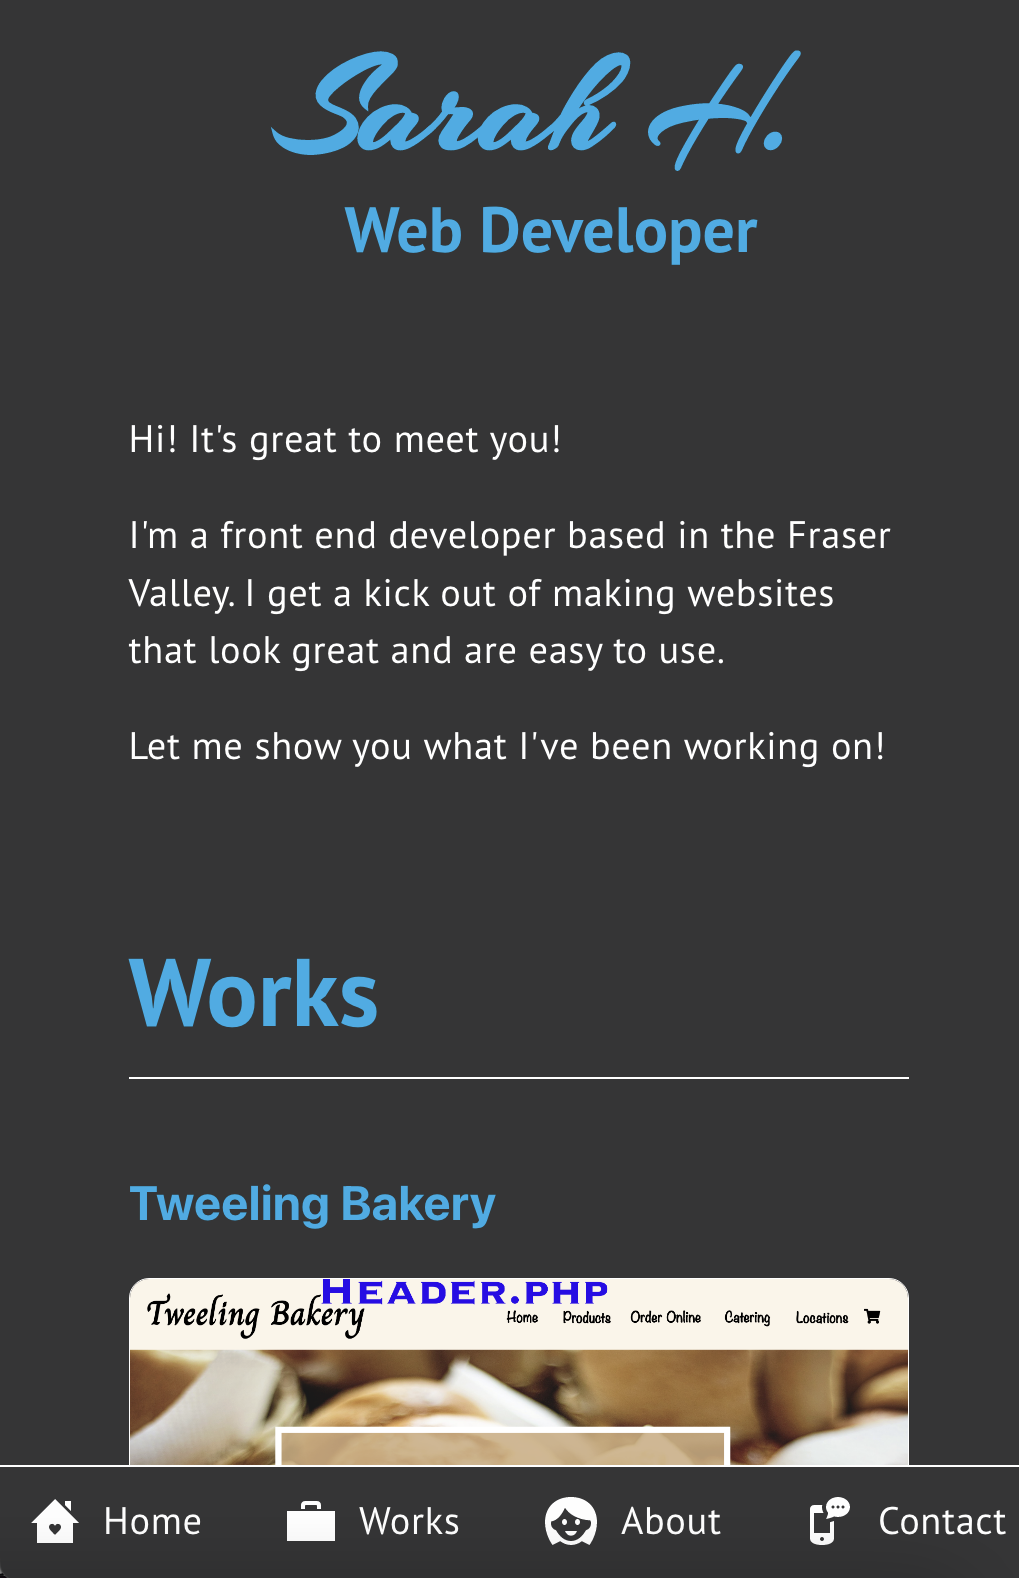 Sarah H.
Web Developer
Hi! It's great to meet you!
I'm a front end developer based in the Fraser
Valley. I get a kick out of making websites
that look great and are easy to use.
Let me show you what I've been working on!
Works
Tweeling Bakery
Header.php
Tweeling Bakery Home Products Order Online Catering Locations
Home Works About Contact